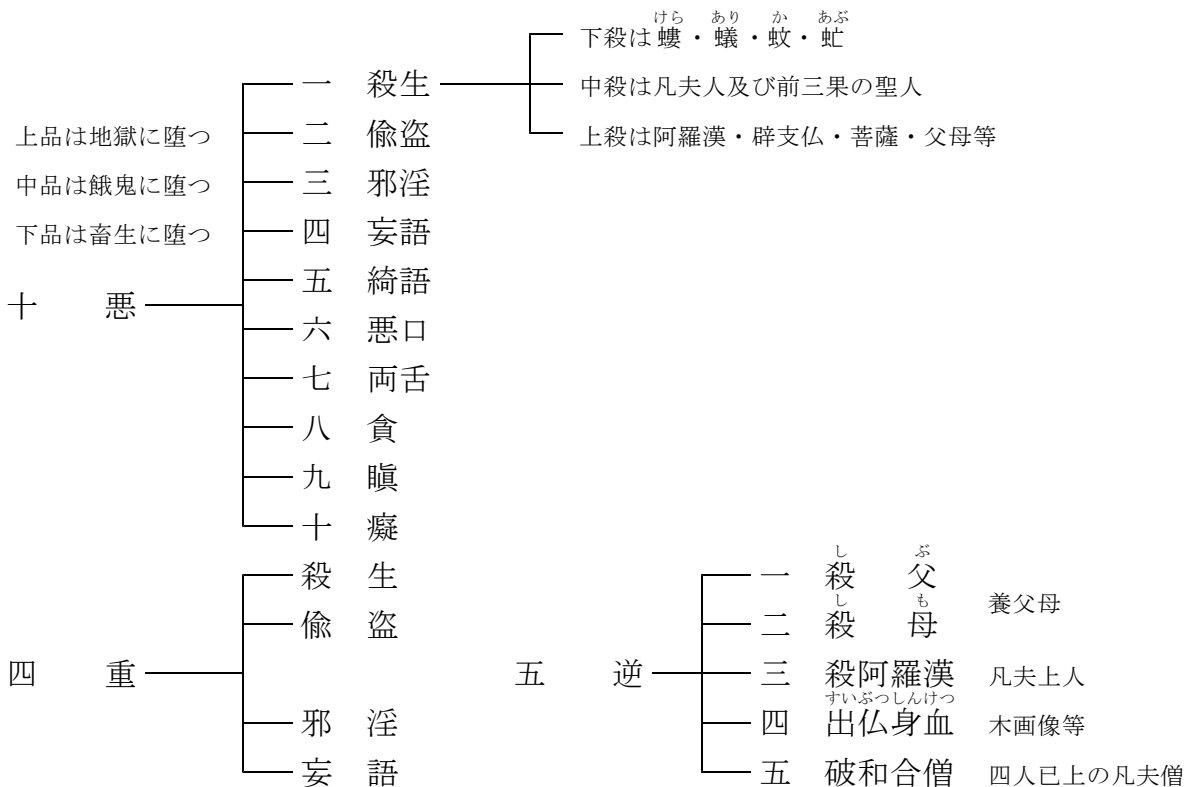 けら あり か あぶ
下殺は螻・蟻・蚊・虻
一 殺生
中殺は凡夫人及び前三果の聖人
上品は地獄に堕つ
二 偸盗
上殺は阿羅漢・辟支仏・菩薩・父母等
中品は餓鬼に堕つ
三 邪淫
下品は畜生に堕つ
四 妄語
五 綺語
十悪
六 悪口
七 両舌
八 貪
九 瞋
十 癡
四重
殺生
偸盗
邪淫
妄語
五逆
し ぶ
一 殺父
し も
二 殺母
養父母
三 殺阿羅漢 凡夫上人
すいぶつしんけつ
四 出仏身血 木画像等
五 破和合僧 四人已上の凡夫僧